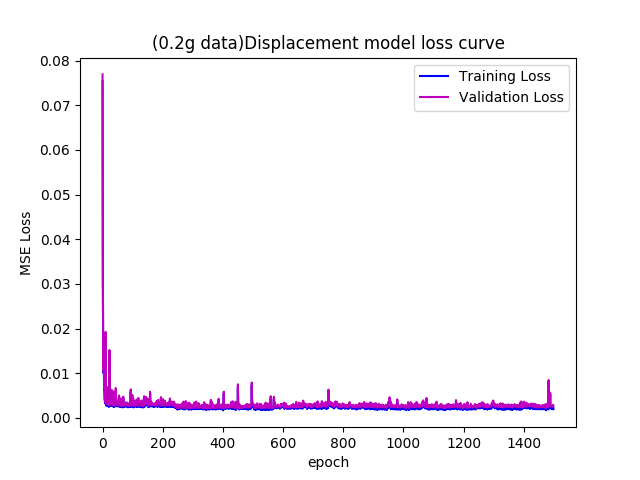 (0.2g data)Displacement model loss curve
Training Loss
Validation Loss
0.08
0.07
0.06
0.05
0.04
0.03
0.02
0.01
0.00
MSE Loss
0 200 400 600 800 1000 1200 1400
epoch